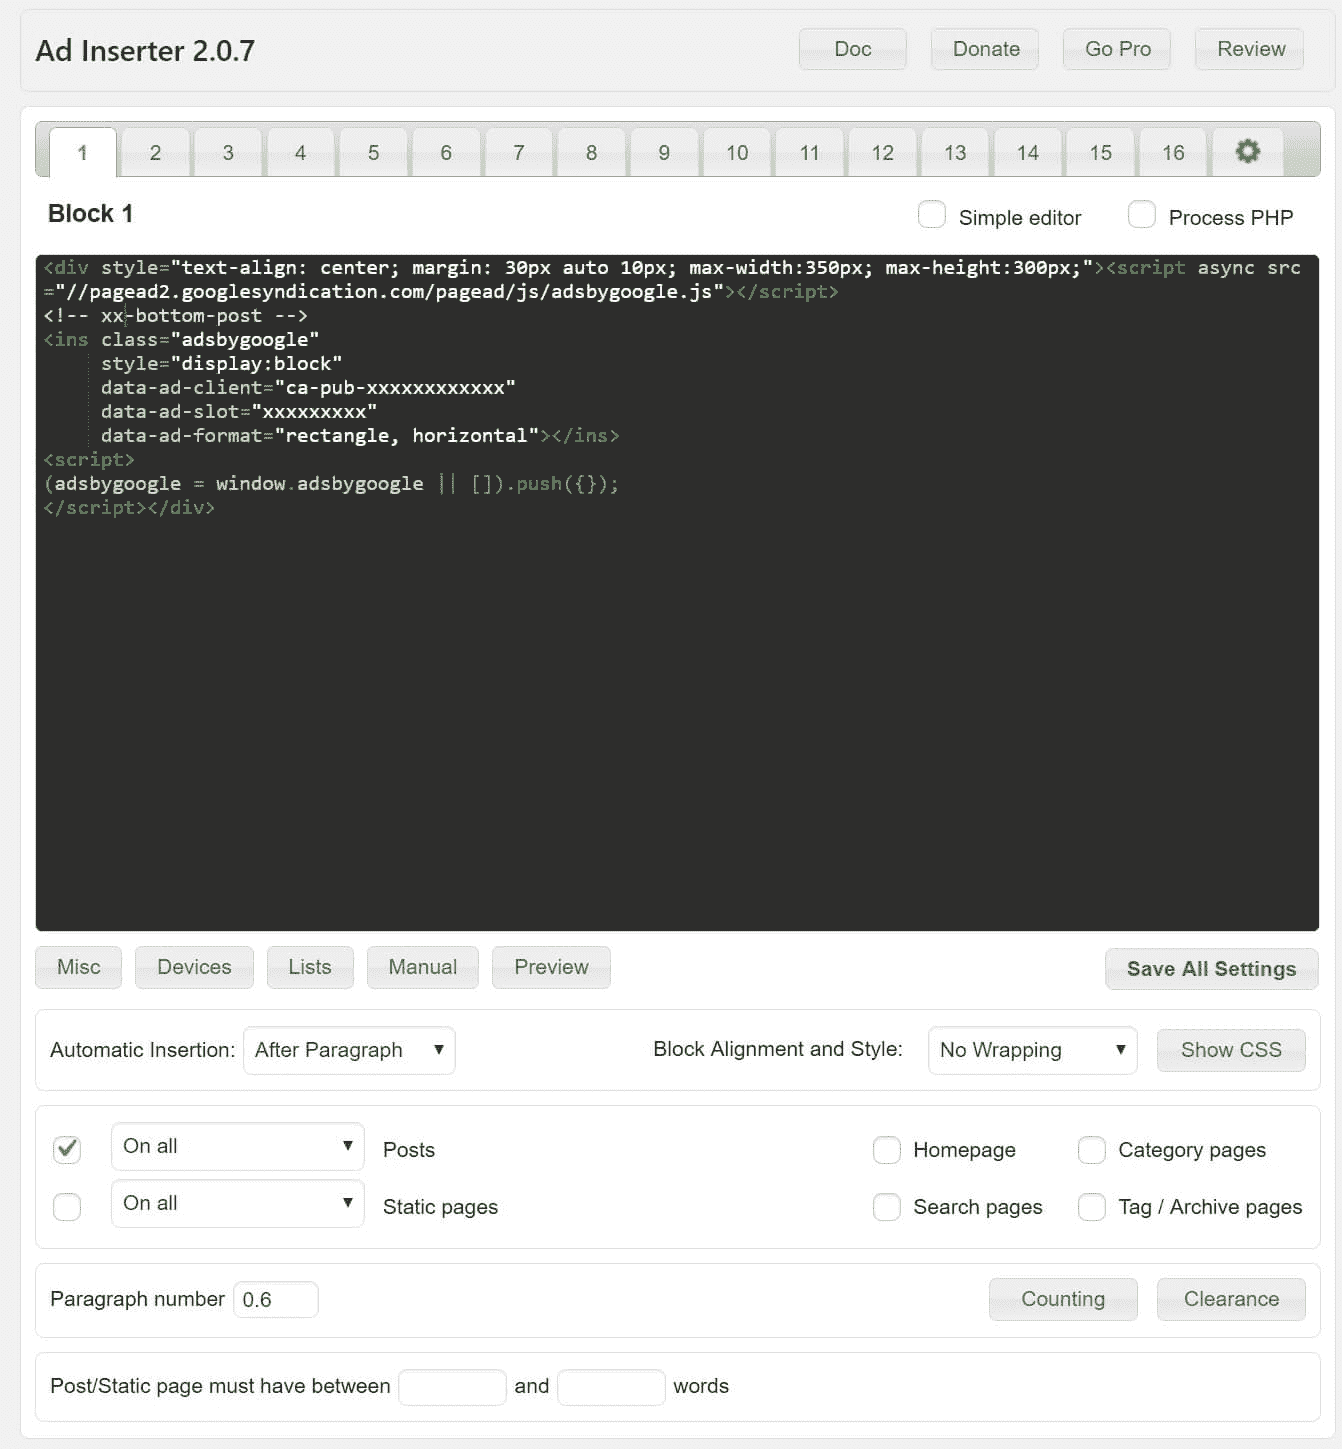 Ad Inserter 2.0.7 Doc Donate Go Pro Review
1 2 3 4 5 6 7 8 9 10 11 12 13 14 15 16
Block 1 Simple editor Process PHP
<div style="text-align: center; margin: 30px auto 10px; max-width:350px; max-height:300px;"><script async src
="//pagead2.googlesyndication.com/pagead/js/adsbygoogle.js"></script>
<!-- xx-bottom-post -->
<ins class="adsbygoogle"
style="display:block"
data-ad-client="ca-pub-xxxxxxxxxxxx"
data-ad-slot="xxxxxxxxx"
data-ad-format="rectangle, horizontal"></ins>
<script>
(adsbygoogle = window.adsbygoogle || []).push({});
</script></div>
Misc Devices Lists Manual Preview Save All Settings
Automatic Insertion: After Paragraph Block Alignment and Style: No Wrapping Show CSS
On all Posts Homepage Category pages
On all Static pages Search pages Tag / Archive pages
Paragraph number 0.6 Counting Clearance
Post/Static page must have between and words